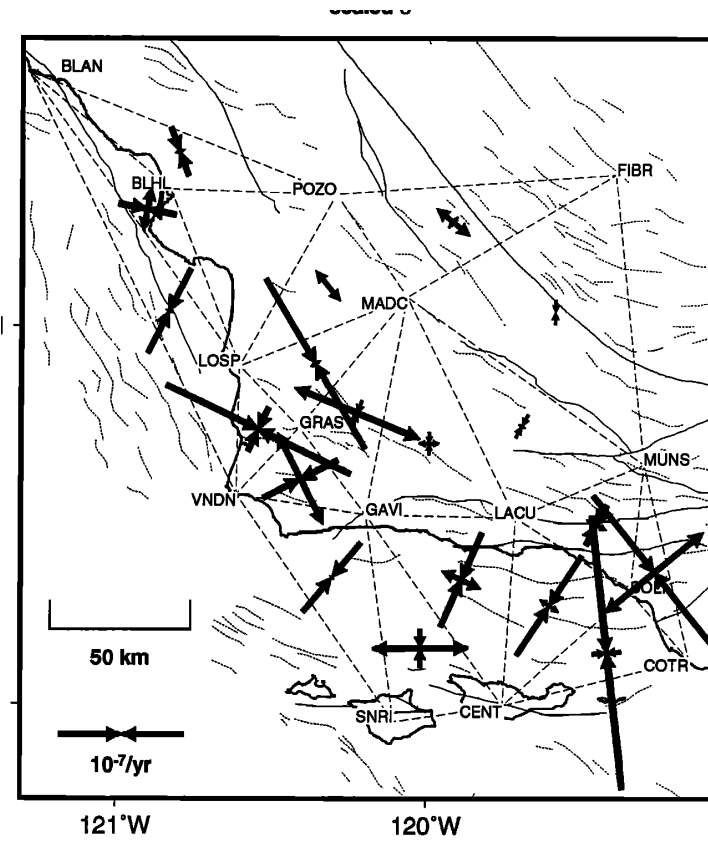 BLAN
FIBR
BLHL
POZO
MADC
LOSP
GRAS
MUNS
VNDN
GAVI
LACU
50 km
COTR
SNRI
CENT
10⁻⁷/yr
121°W
120°W